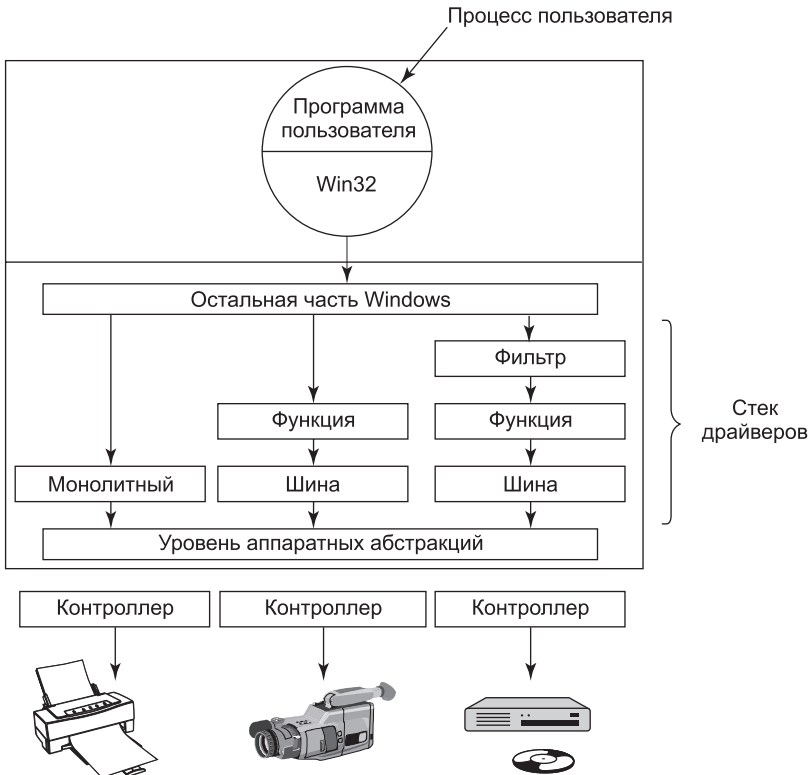 Процесс пользователя
Программа
пользователя
Win32
Остальная часть Windows
Фильтр
Функция
Функция
Стек
драйверов
Монолитный
Шина
Шина
Уровень аппаратных абстракций
Контроллер
Контроллер
Контроллер